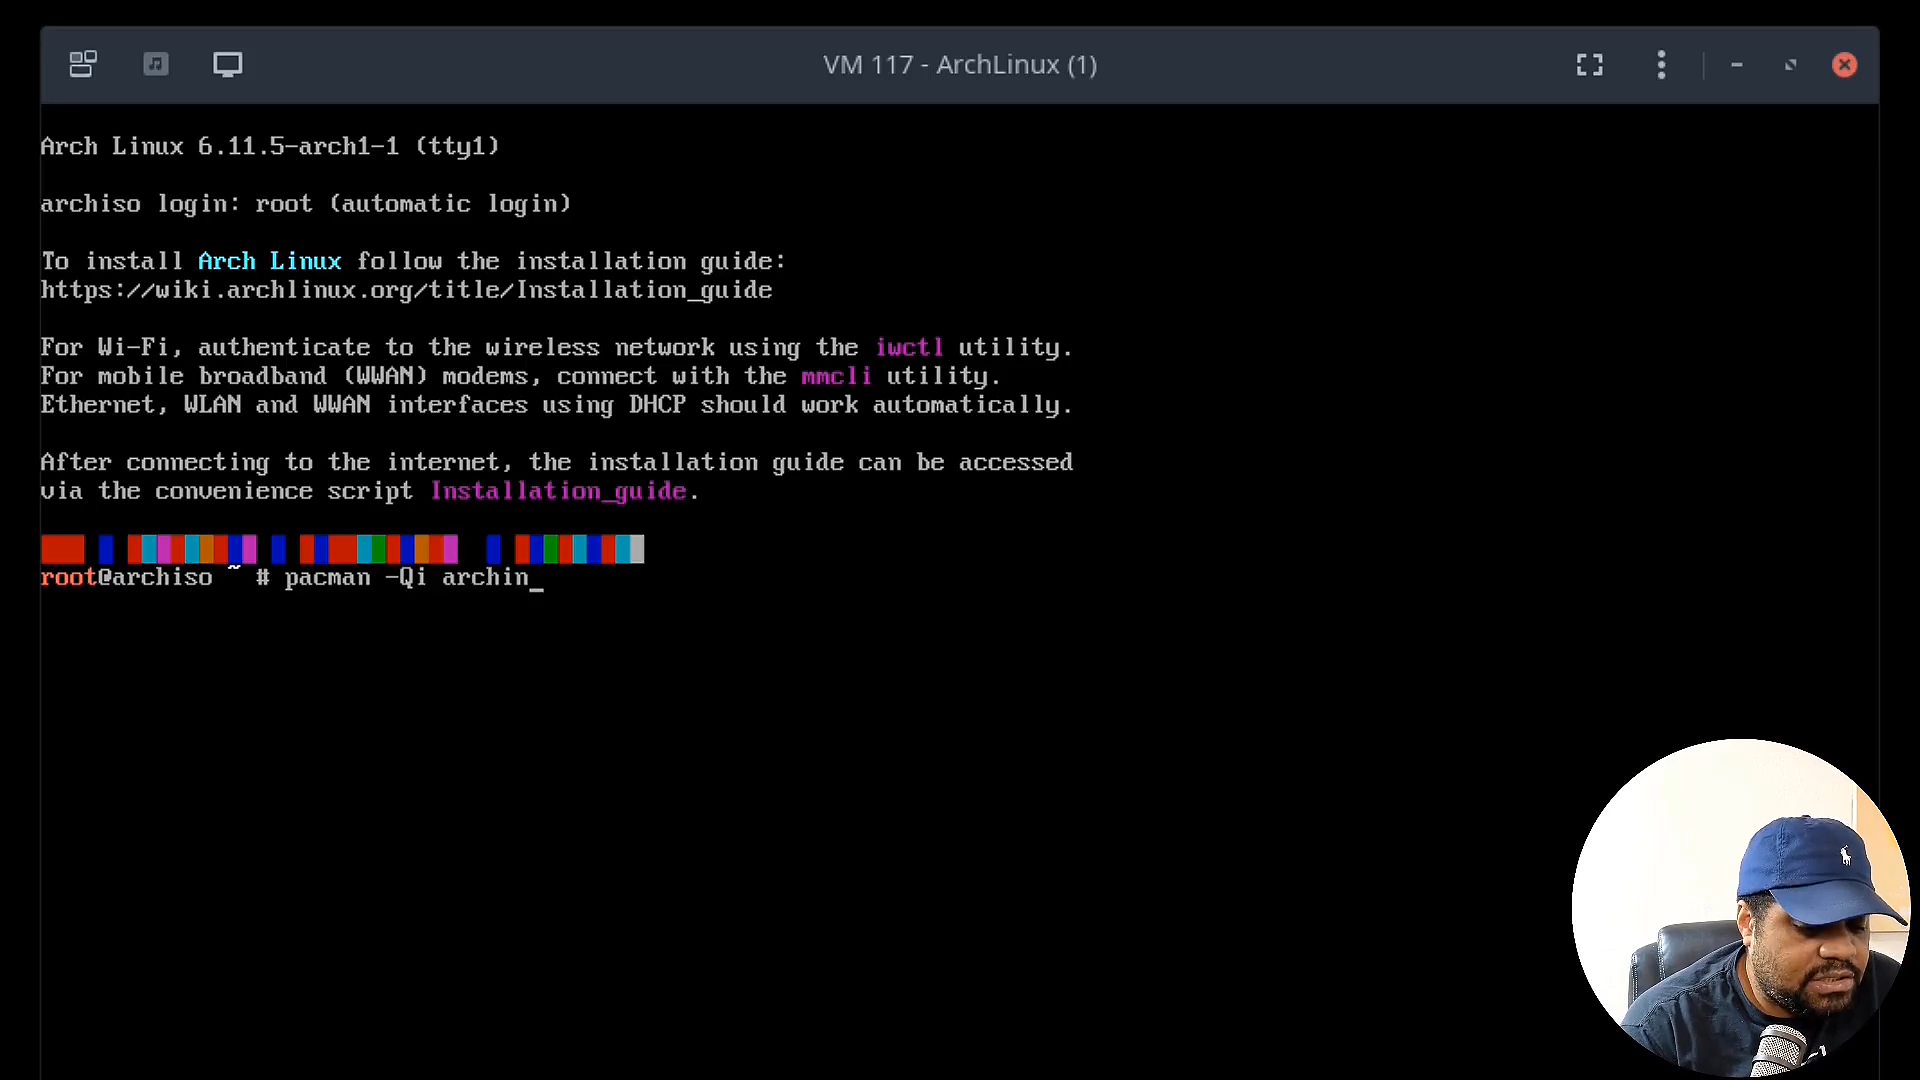 VM 117 - ArchLinux (1)
Arch Linux 6.11.5-arch1-1 (tty1)
archiso login: root (automatic login)
To install Arch Linux follow the installation guide:
https://wiki.archlinux.org/title/Installation_guide
For Wi-Fi, authenticate to the wireless network using the iwctl utility.
For mobile broadband (WWAN) modems, connect with the mmcli utility.
Ethernet, WLAN and WWAN interfaces using DHCP should work automatically.
After connecting to the internet, the installation guide can be accessed
via the convenience script Installation_guide.
root@archiso ~ # pacman -Qi archin_